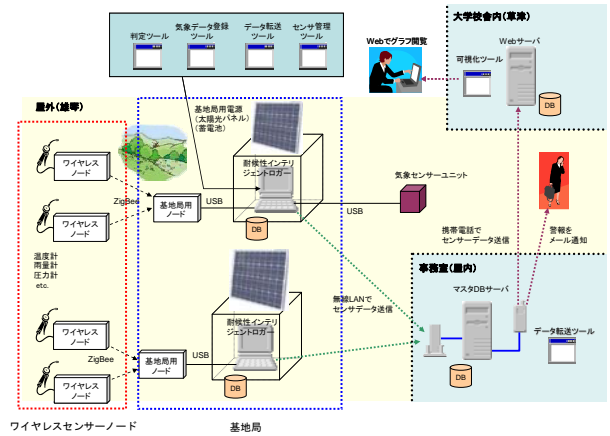 判定ツール
気象データ登録
ツール
データ転送
ツール
センサ管理
ツール
Webでグラフ閲覧
大学校舎内(草津)
Webサーバ
可視化ツール
DB
屋外(雄琴)
基地局用電源
(太陽光パネル)
(蓄電池)
ワイヤレス
ノード
ZigBee
ワイヤレス
ノード
基地局用
ノード
USB
耐候性インテリ
ジェントロガー
DB
USB
気象センサーユニット
温度計
雨量計
圧力計
etc.
携帯電話で
センサーデータ送信
警報を
メール通知
無線LANで
センサデータ送信
事務室(屋内)
マスタDBサーバ
DB
データ転送ツール
ワイヤレス
ノード
ZigBee
ワイヤレス
ノード
基地局用
ノード
USB
耐候性インテリ
ジェントロガー
DB
ワイヤレスセンサーノード
基地局